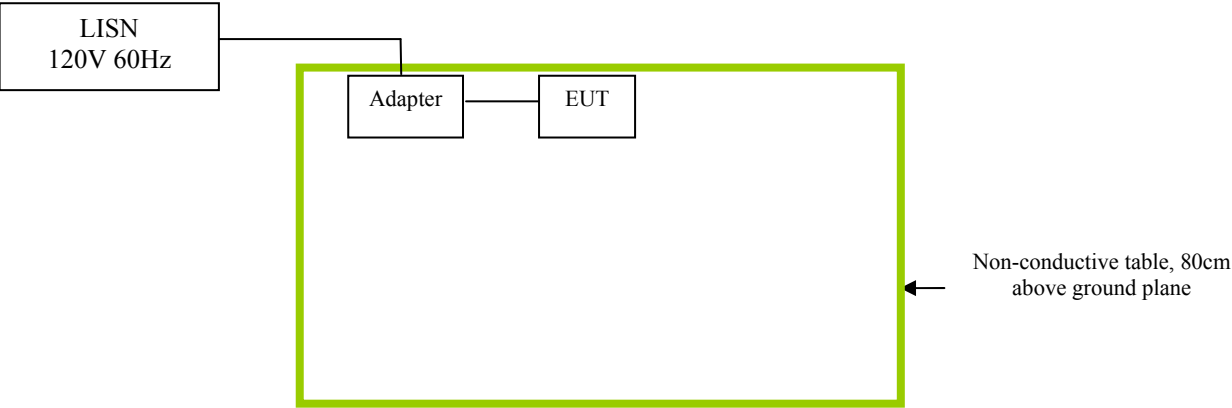 LISN
120V 60Hz
Adapter
EUT
Non-conductive table, 80cm
above ground plane